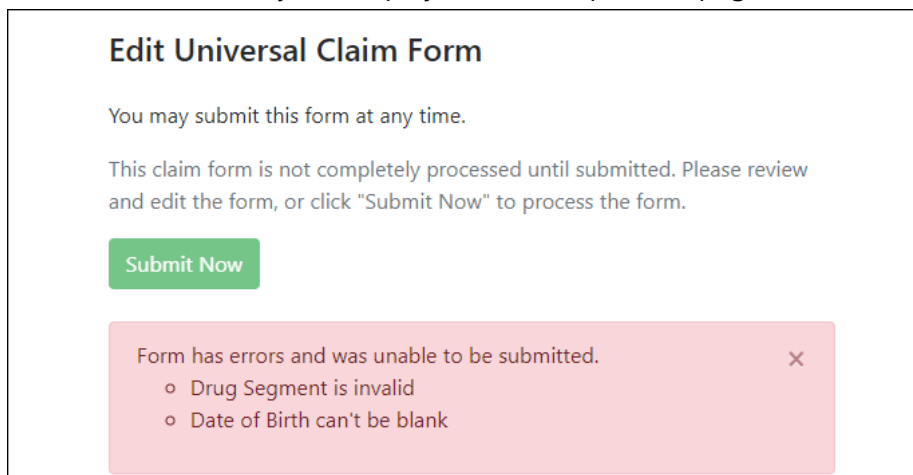 Edit Universal Claim Form
You may submit this form at any time.
This claim form is not completely processed until submitted. Please review
and edit the form, or click "Submit Now" to process the form.
Submit Now
Form has errors and was unable to be submitted.
×
Drug Segment is invalid
Date of Birth can't be blank